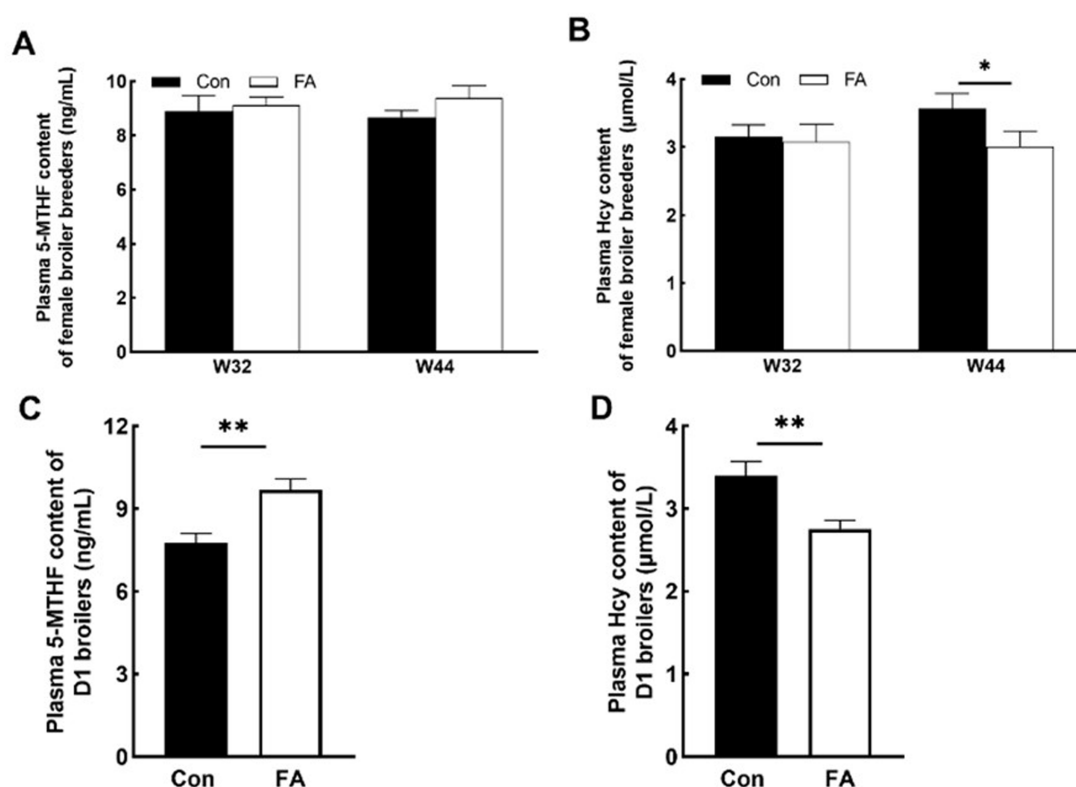 A
Con FA
Plasma 5-MTHF content
of female broiler breeders (ng/mL)
10
8
6
4
2
0
W32 W44
B
Con FA
*
Plasma Hcy content
of female broiler breeders (μmol/L)
4
3
2
1
0
W32 W44
C
**
Plasma 5-MTHF content of
D1 broilers (ng/mL)
12
9
6
3
0
Con FA
D
**
Plasma Hcy content of
D1 broilers (μmol/L)
4
3
2
1
0
Con FA